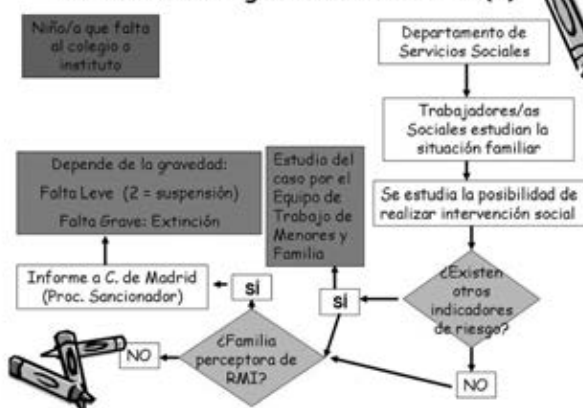 Niño/a que falta
al colegio o
instituto
Departamento de
Servicios Sociales
Trabajadores/as
Sociales estudian la
situación familiar
Se estudia la posibilidad de
realizar intervención social
¿Existen
otros
indicadores
de riesgo?
SÍ
NO
Estudio del
caso por el
Equipo de
Trabajo de
Menores y
Familia
¿Familia
perceptora de
RMI?
SÍ
NO
Informe a C. de Madrid
(Proc. Sancionador)
Depende de la gravedad:
Falta Leve (2 = suspensión)
Falta Grave: Extinción